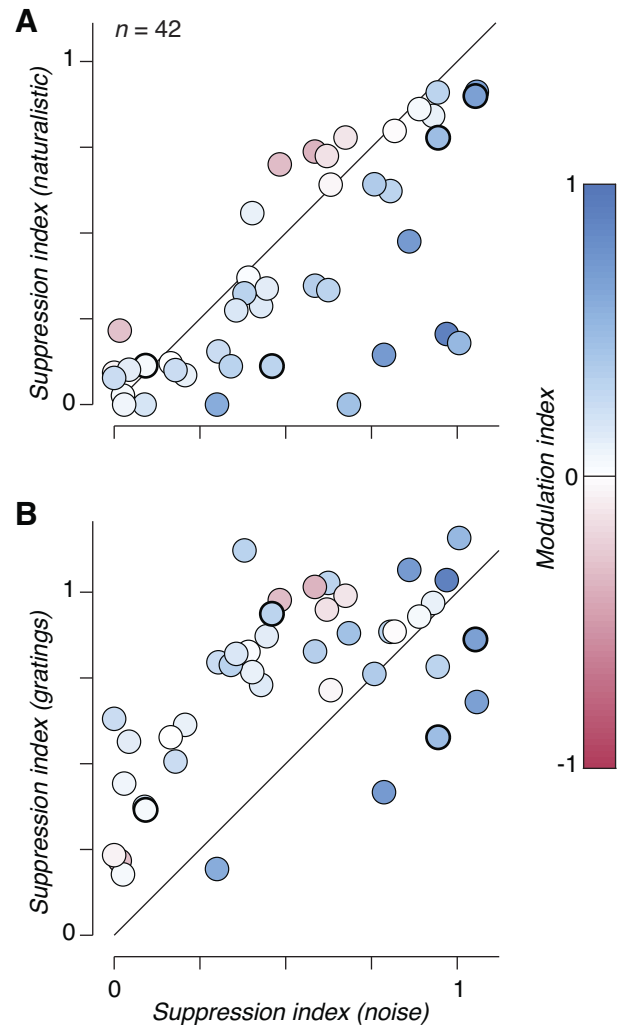 A
n = 42
1
Suppression index (naturalistic)
0
B
1
Suppression index (gratings)
0
0
1
Suppression index (noise)
1
Modulation index
0
-1